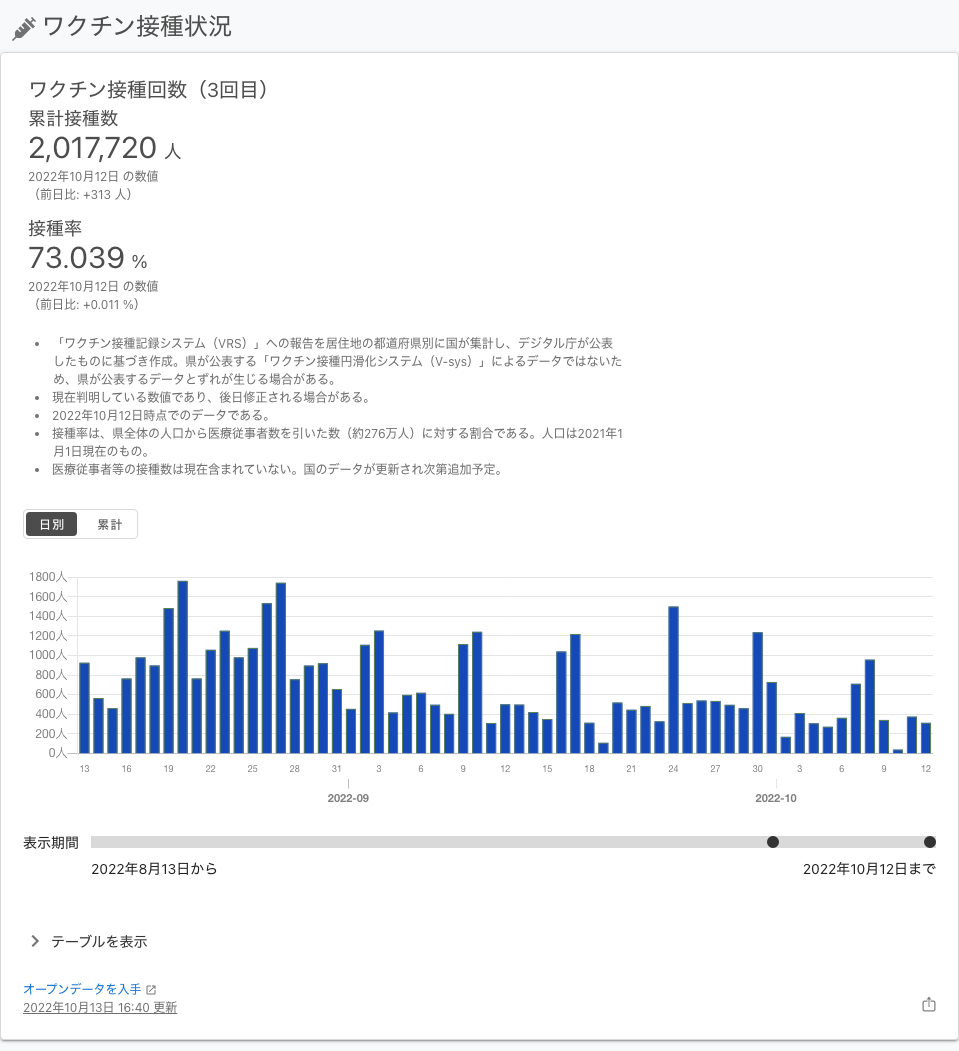 ワクチン接種状況
ワクチン接種回数（3回目）
累計接種数
2,017,720 人
2022年10月12日 の数値
（前日比: +313 人）
接種率
73.039 %
2022年10月12日 の数値
（前日比: +0.011 %）
• 「ワクチン接種記録システム（VRS）」への報告を居住地の都道府県別に国が集計し、デジタル庁が公表
したものに基づき作成。県が公表する「ワクチン接種円滑化システム（V-sys）」によるデータではないた
め、県が公表するデータとずれが生じる場合がある。
• 現在判明している数値であり、後日修正される場合がある。
• 2022年10月12日時点でのデータである。
• 接種率は、県全体の人口から医療従事者数を引いた数（約276万人）に対する割合である。人口は2021年1
月1日現在のもの。
• 医療従事者等の接種数は現在含まれていない。国のデータが更新され次第追加予定。
日別 累計
1800人
1600人
1400人
1200人
1000人
800人
600人
400人
200人
0人
13 16 19 22 25 28 31 3 6 9 12 15 18 21 24 27 30 3 6 9 12
2022-09 2022-10
表示期間
2022年8月13日から 2022年10月12日まで
テーブルを表示
オープンデータを入手
2022年10月13日 16:40 更新